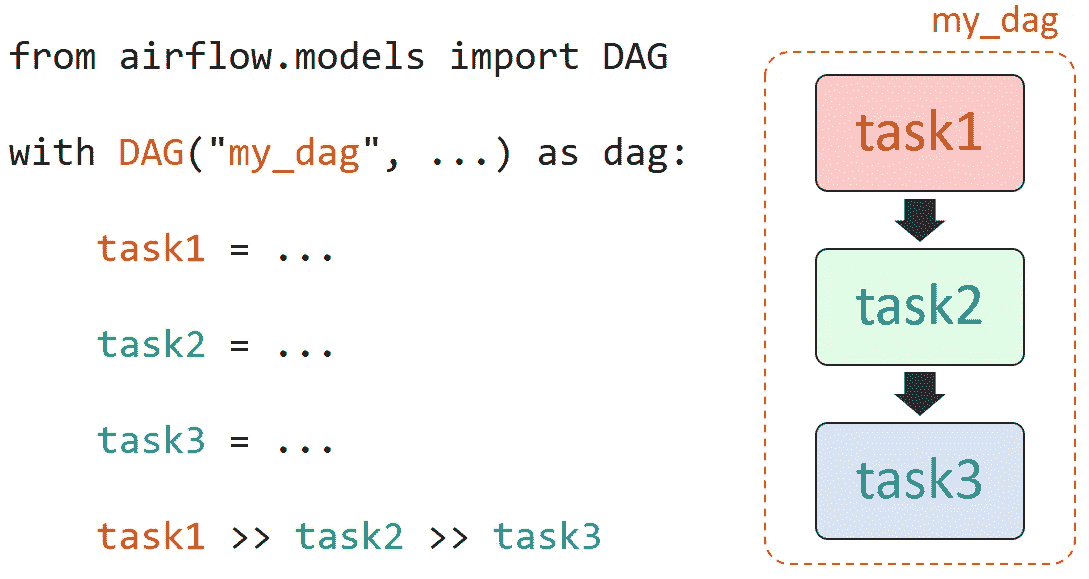 from airflow.models import DAG
with DAG("my_dag", ...) as dag:
task1 = ...
task2 = ...
task3 = ...
task1 >> task2 >> task3
my_dag
task1
task2
task3